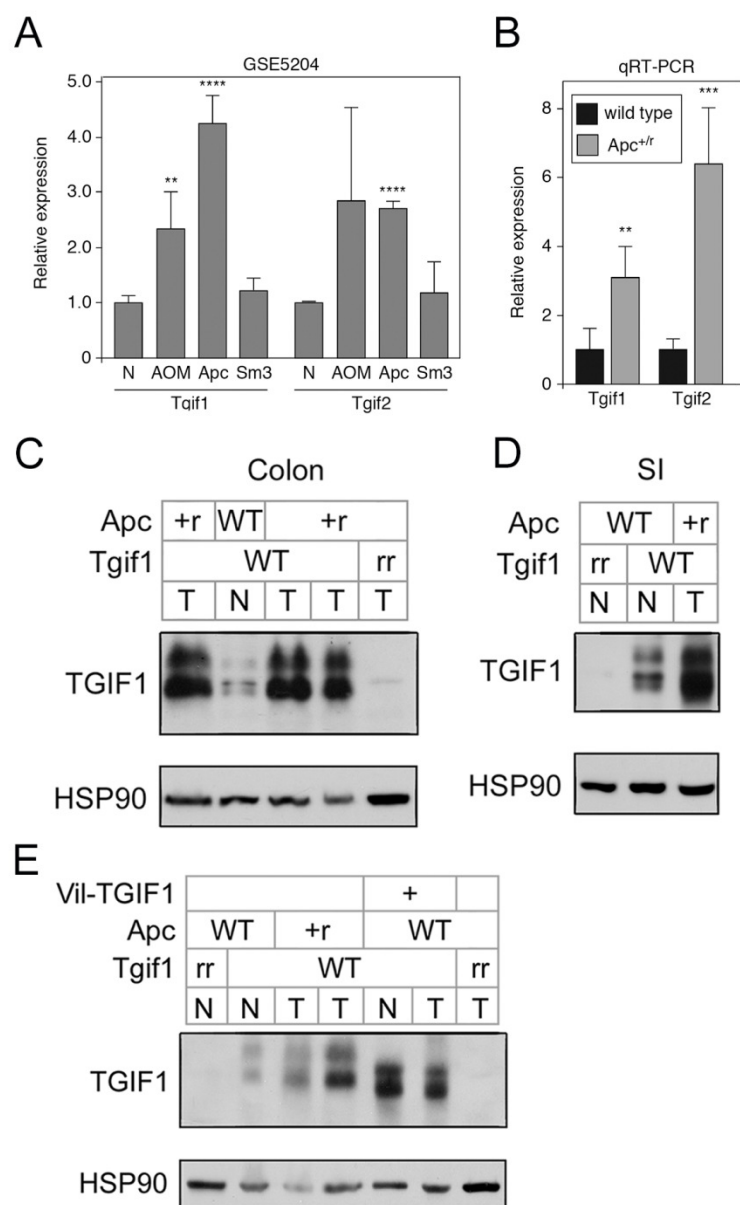 A
GSE5204
Relative expression
5.0
4.0
3.0
2.0
1.0
0
**
****
****
N AOM Apc Sm3 N AOM Apc Sm3
Tgif1 Tgif2
B
qRT-PCR
Relative expression
8
6
4
2
0
wild type
Apc+/r
**
***
Tgif1 Tgif2
C
Colon
Apc +r WT +r
Tgif1 WT rr
T N T T T
TGIF1
HSP90
D
SI
Apc WT +r
Tgif1 rr WT
N N T
TGIF1
HSP90
E
Vil-TGIF1 +
Apc WT +r WT
Tgif1 rr WT rr
N N T T N T T
TGIF1
HSP90